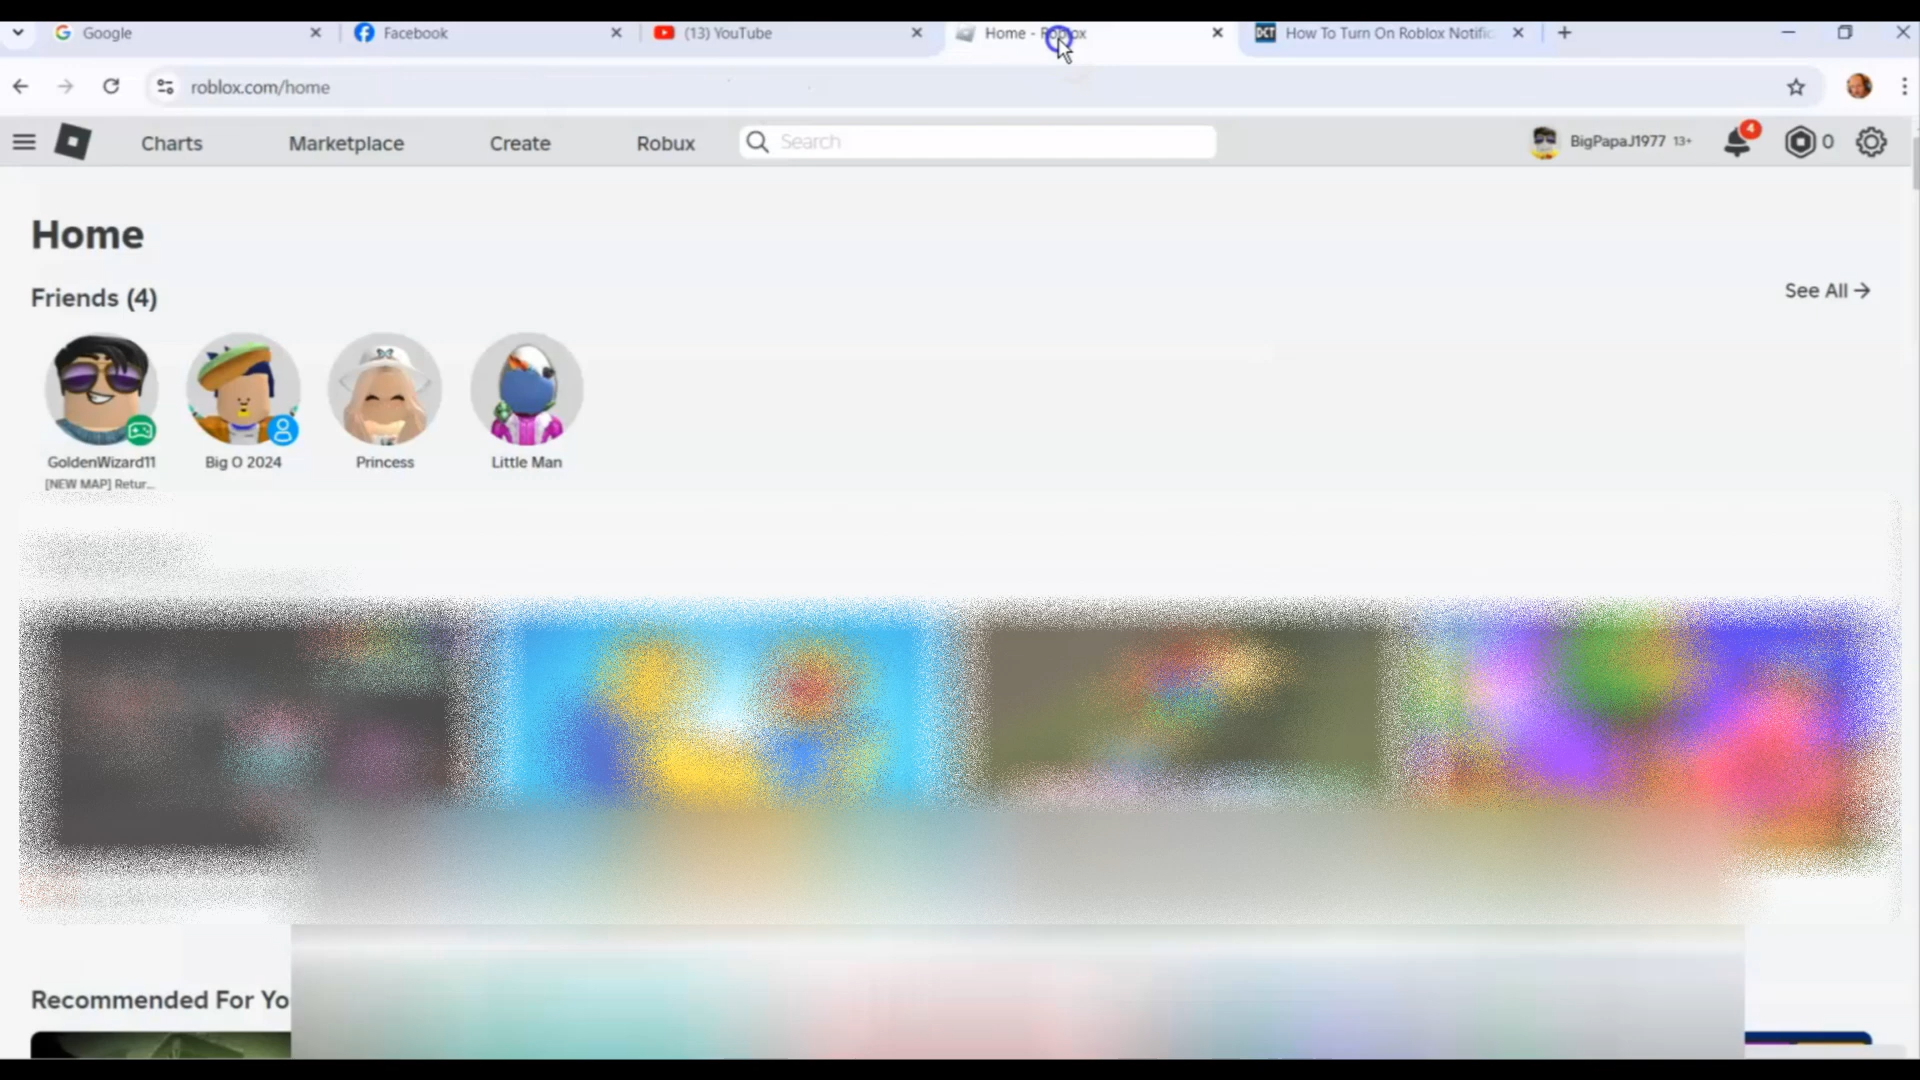 Google
Facebook
(13) YouTube
Home - Roblox
DCT How To Turn On Roblox Notific
roblox.com/home
Charts
Marketplace
Create
Robux
Search
BigPapaJ1977 13+
4
0
Home
Friends (4)
See All →
GoldenWizard11
Big O 2024
Princess
Little Man
[NEW MAP] Retur...
Recommended For Yo